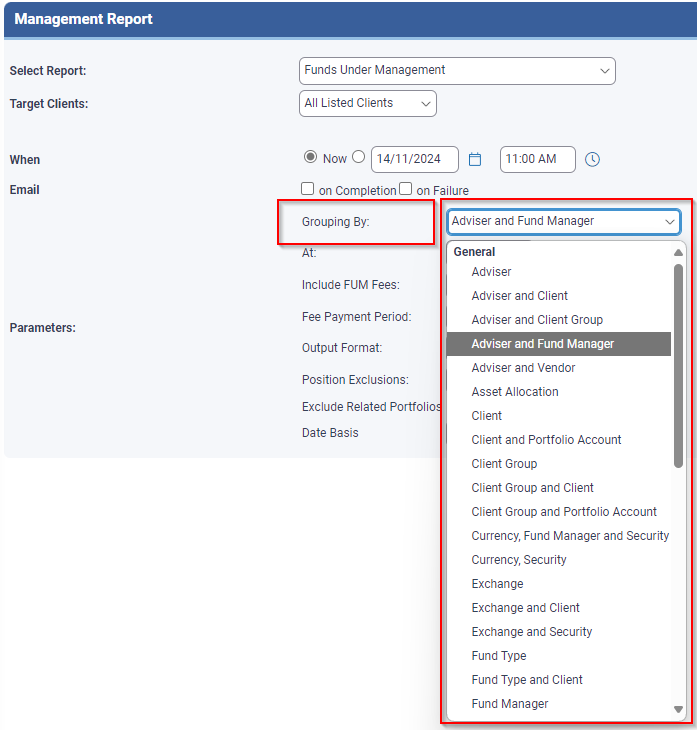 Management Report
Select Report: Funds Under Management
Target Clients: All Listed Clients
When Now 14/11/2024 11:00 AM
Email on Completion on Failure
Grouping By: Adviser and Fund Manager
At:
Include FUM Fees:
Fee Payment Period:
Parameters:
Output Format:
Position Exclusions:
Exclude Related Portfolios
Date Basis
General
Adviser
Adviser and Client
Adviser and Client Group
Adviser and Fund Manager
Adviser and Vendor
Asset Allocation
Client
Client and Portfolio Account
Client Group
Client Group and Client
Client Group and Portfolio Account
Currency, Fund Manager and Security
Currency, Security
Exchange
Exchange and Client
Exchange and Security
Fund Type
Fund Type and Client
Fund Manager